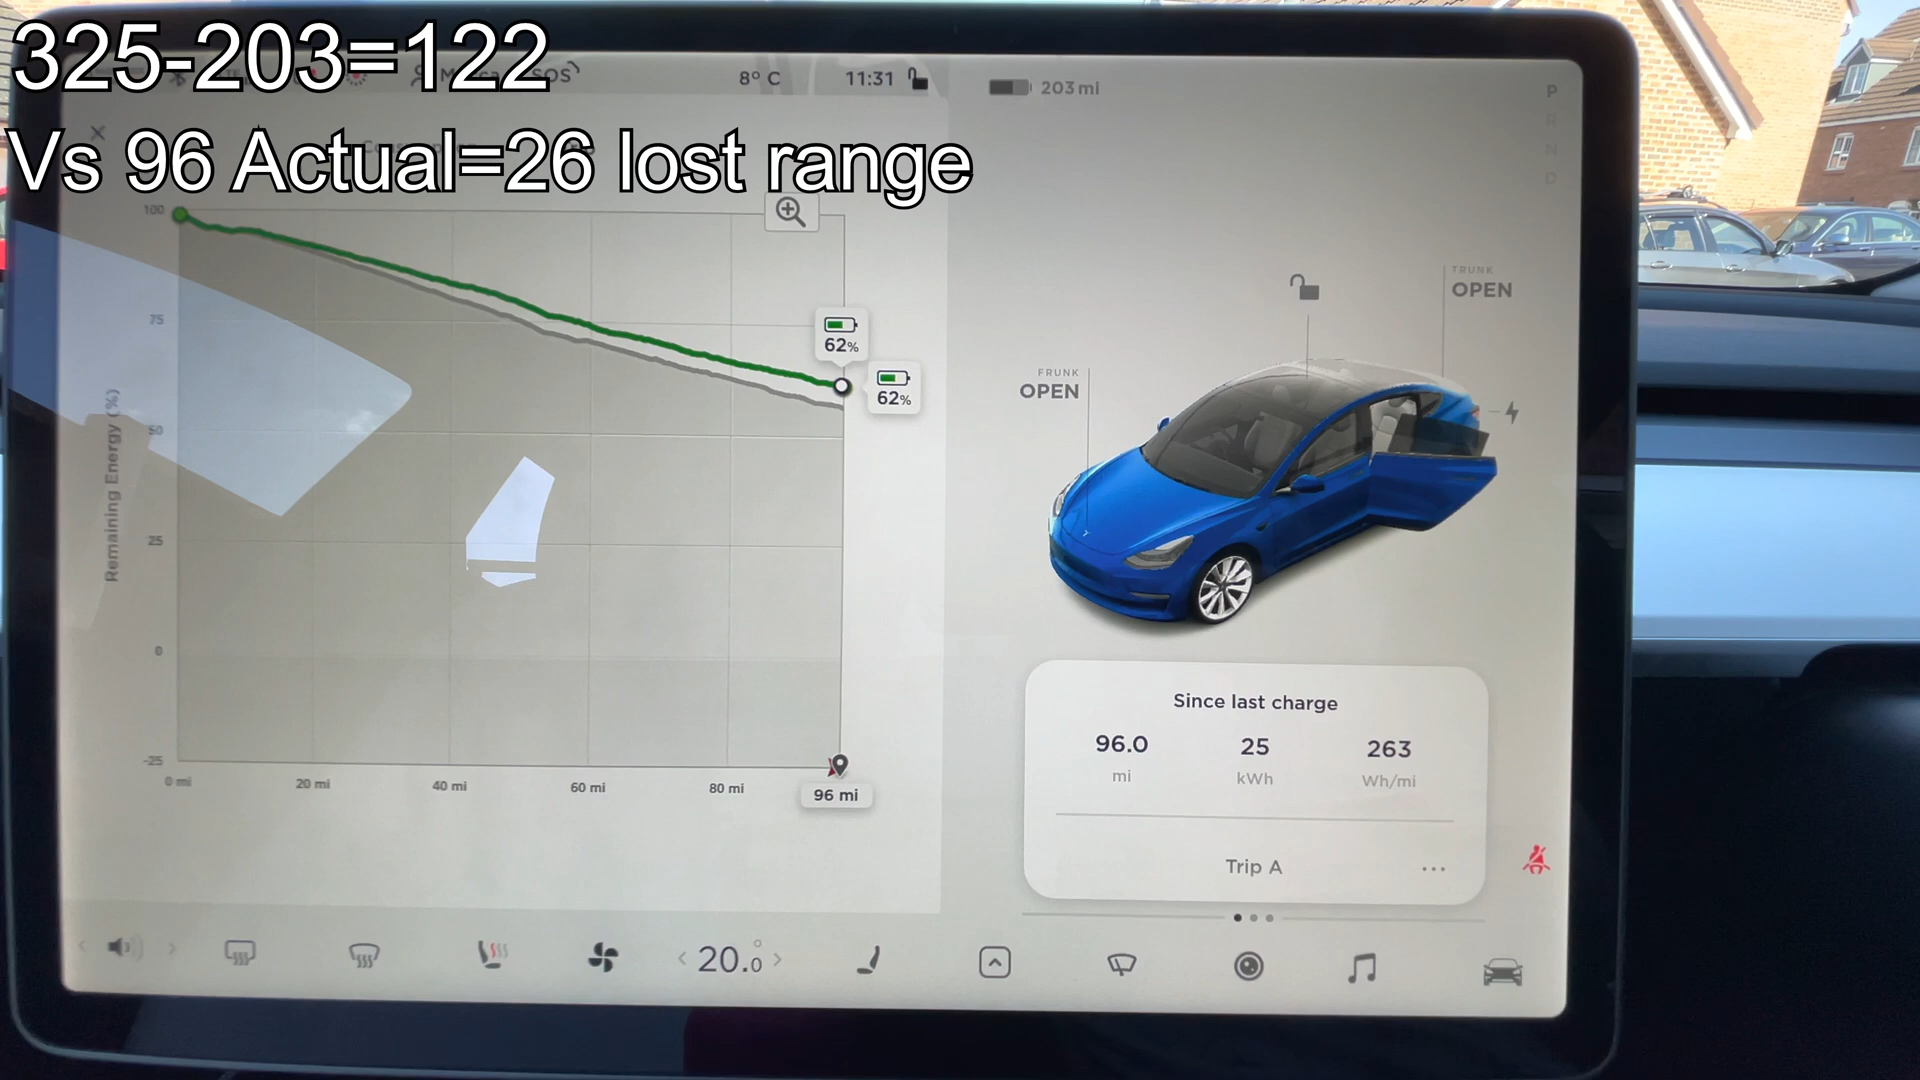 325-203=122
Vs 96 Actual=26 lost range
SOS
8° C
11:31
203 mi
P
R
N
D
100
75
50
25
0
-25
Remaining Energy (%)
62%
62%
0 mi
20 mi
40 mi
60 mi
80 mi
96 mi
TRUNK
OPEN
FRUNK
OPEN
Since last charge
96.0
25
263
mi
kWh
Wh/mi
Trip A
...
20.0°